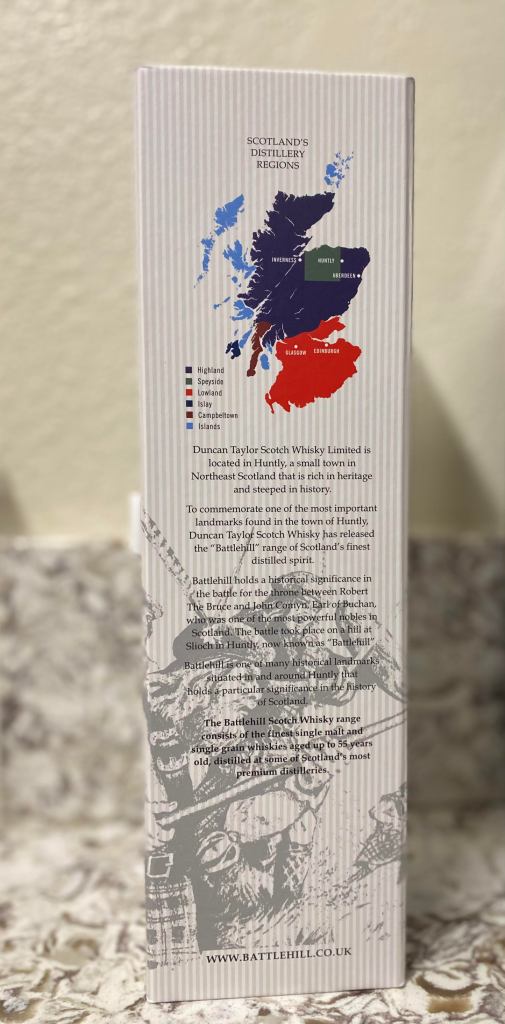 SCOTLAND'S
DISTILLERY
REGIONS
INVERNESS
HUNTLY
ABERDEEN
GLASGOW
EDINBURGH
Highland
Speyside
Lowland
Islay
Campbeltown
Islands
Duncan Taylor Scotch Whisky Limited is
located in Huntly, a small town in
Northeast Scotland that is rich in heritage
and steeped in history.
To commemorate one of the most important
landmarks found in the town of Huntly,
Duncan Taylor Scotch Whisky has released
the "Battlehill" range of Scotland's finest
distilled spirit.
Battlehill holds a historical significance in
the battle for the throne between Robert
The Bruce and John Comyn, Earl of Buchan,
who was one of the most powerful nobles in
Scotland. The battle took place on a hill at
Slioch in Huntly, now known as "Battlehill".
Battlehill is one of many historical landmarks
situated in and around Huntly that
holds a particular significance in the history
of Scotland.
The Battlehill Scotch Whisky range
consists of the finest single malt and
single grain whiskies aged up to 55 years
old, distilled at some of Scotland's most
premium distilleries.
WWW.BATTLEHILL.CO.UK